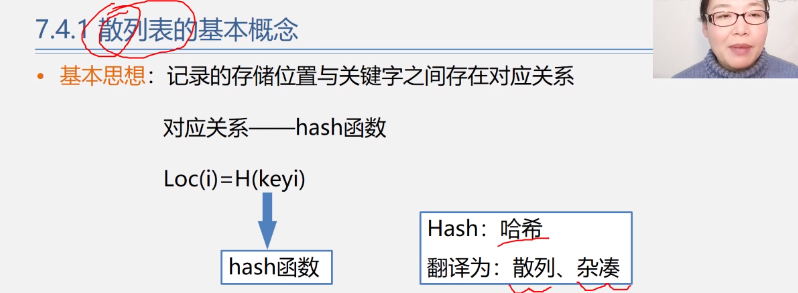 7.4.1 散列表的基本概念
• 基本思想：记录的存储位置与关键字之间存在对应关系
对应关系——hash函数
Loc(i)=H(keyi)
hash函数
Hash：哈希
翻译为：散列、杂凑